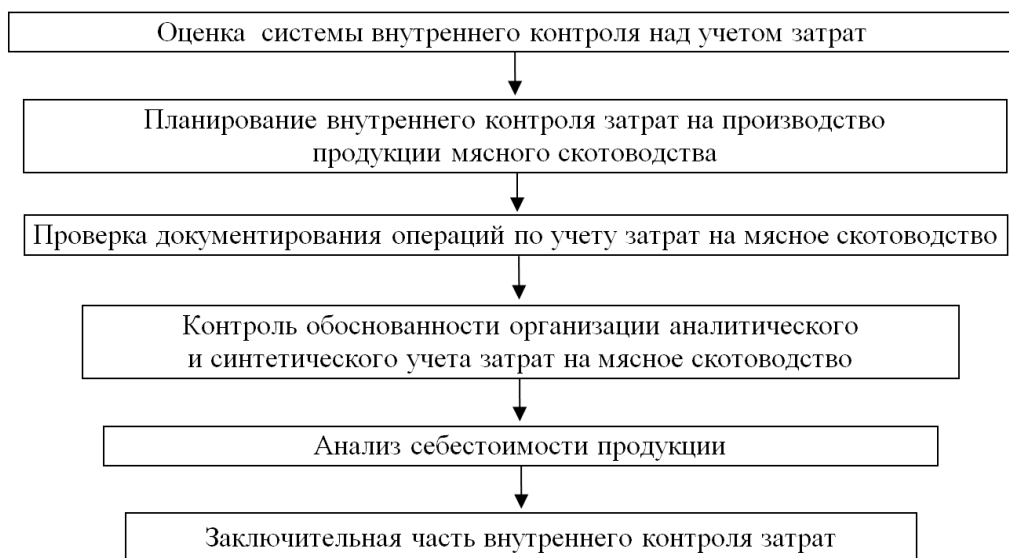 Оценка системы внутреннего контроля над учетом затрат
Планирование внутреннего контроля затрат на производство
продукции мясного скотоводства
Проверка документирования операций по учету затрат на мясное скотоводство
Контроль обоснованности организации аналитического
и синтетического учета затрат на мясное скотоводство
Анализ себестоимости продукции
Заключительная часть внутреннего контроля затрат